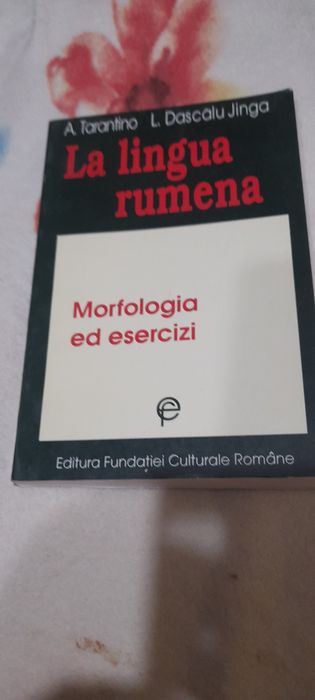 A. Tarantino L. Dascalu Jinga
La lingua
rumena
Morfologia
ed esercizi
Editura Fundației Culturale Române